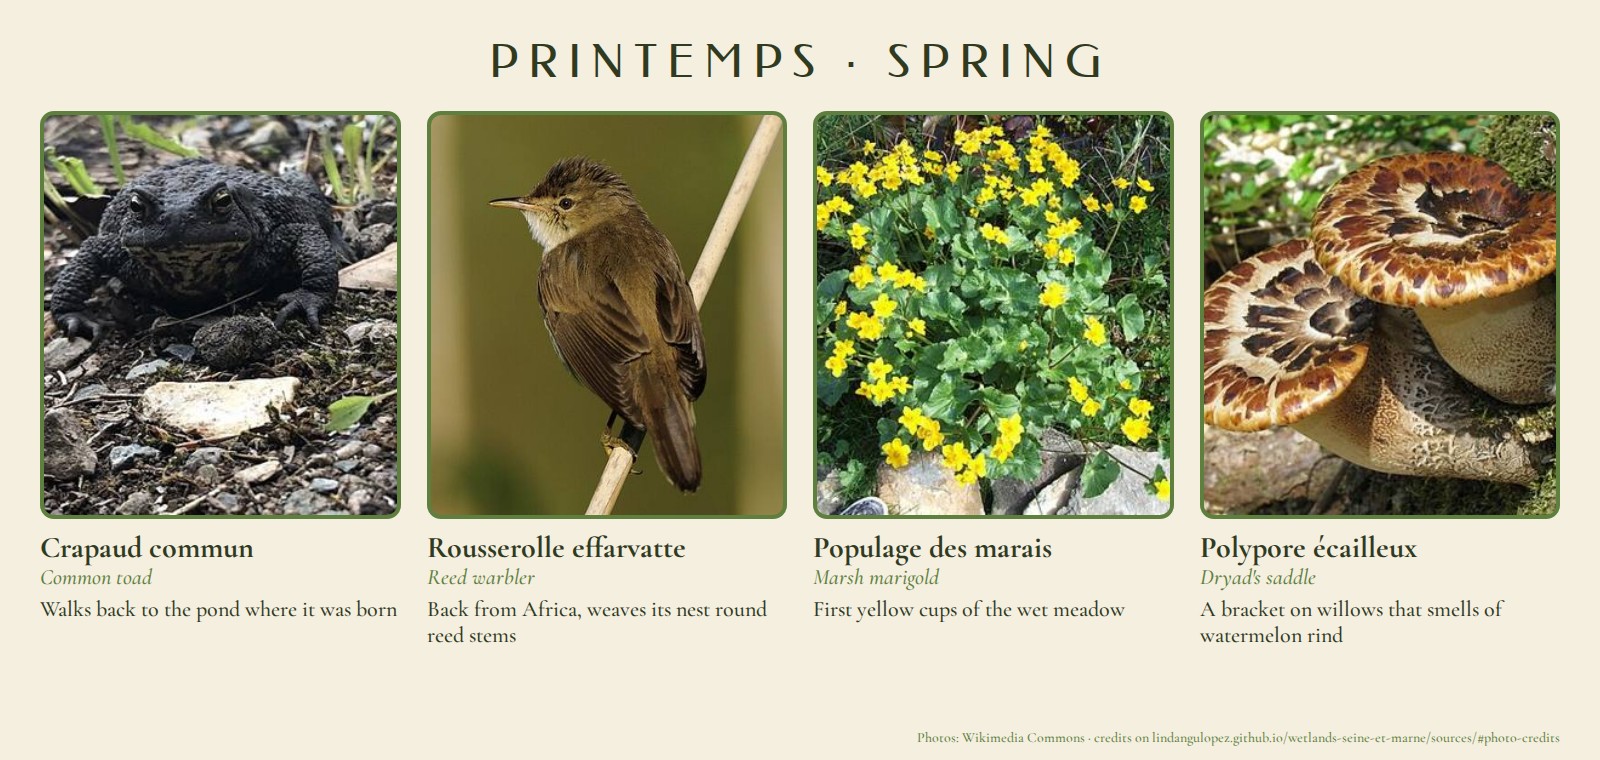 PRINTEMPS · SPRING
Crapaud commun
Common toad
Walks back to the pond where it was born
Rousserolle effarvatte
Reed warbler
Back from Africa, weaves its nest round
reed stems
Populage des marais
Marsh marigold
First yellow cups of the wet meadow
Polypore écailleux
Dryad's saddle
A bracket on willows that smells of
watermelon rind
Photos: Wikimedia Commons · credits on lindangulopez.github.io/wetlands-seine-et-marne/sources/#photo-credits